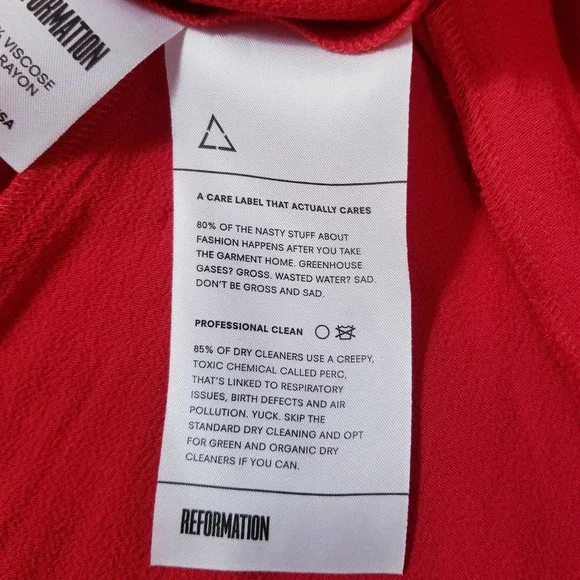 REFORMATION
% VISCOSE
RAYON
SA
A CARE LABEL THAT ACTUALLY CARES
80% OF THE NASTY STUFF ABOUT
FASHION HAPPENS AFTER YOU TAKE
THE GARMENT HOME. GREENHOUSE
GASES? GROSS. WASTED WATER? SAD.
DON'T BE GROSS AND SAD.
PROFESSIONAL CLEAN
85% OF DRY CLEANERS USE A CREEPY,
TOXIC CHEMICAL CALLED PERC,
THAT'S LINKED TO RESPIRATORY
ISSUES, BIRTH DEFECTS AND AIR
POLLUTION. YUCK. SKIP THE
STANDARD DRY CLEANING AND OPT
FOR GREEN AND ORGANIC DRY
CLEANERS IF YOU CAN.
REFORMATION